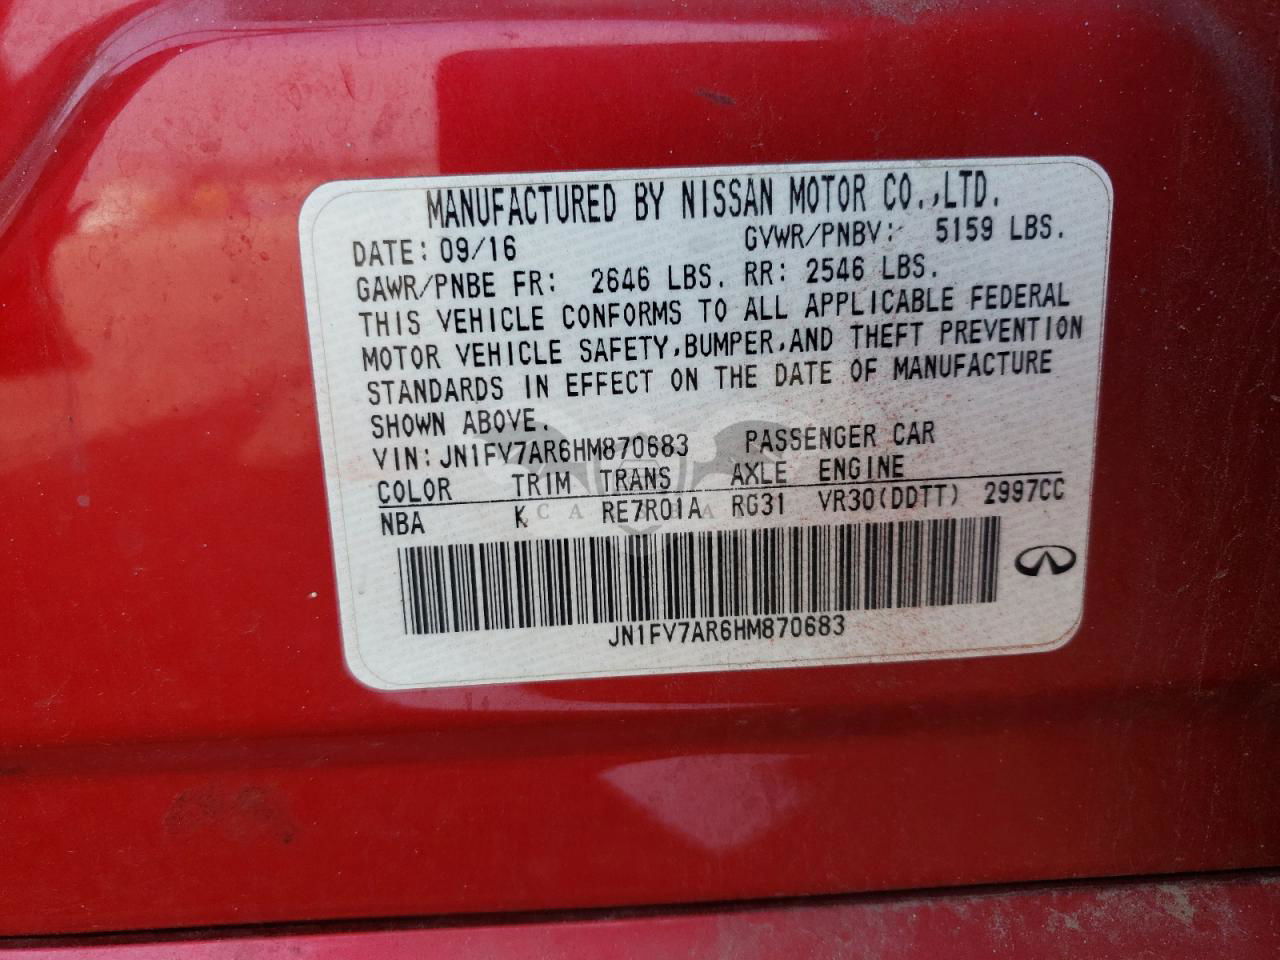 MANUFACTURED BY NISSAN MOTOR CO.,LTD.
DATE: 09/16 GVWR/PNBV: 5159 LBS.
GAWR/PNBE FR: 2646 LBS. RR: 2546 LBS.
THIS VEHICLE CONFORMS TO ALL APPLICABLE FEDERAL
MOTOR VEHICLE SAFETY,BUMPER,AND THEFT PREVENTION
STANDARDS IN EFFECT ON THE DATE OF MANUFACTURE
SHOWN ABOVE.
VIN:JN1FV7AR6HM870683 PASSENGER CAR
COLOR TRIM TRANS AXLE ENGINE
NBA K RE7R01A RG31 VR30(DDTT) 2997CC
JN1FV7AR6HM870683